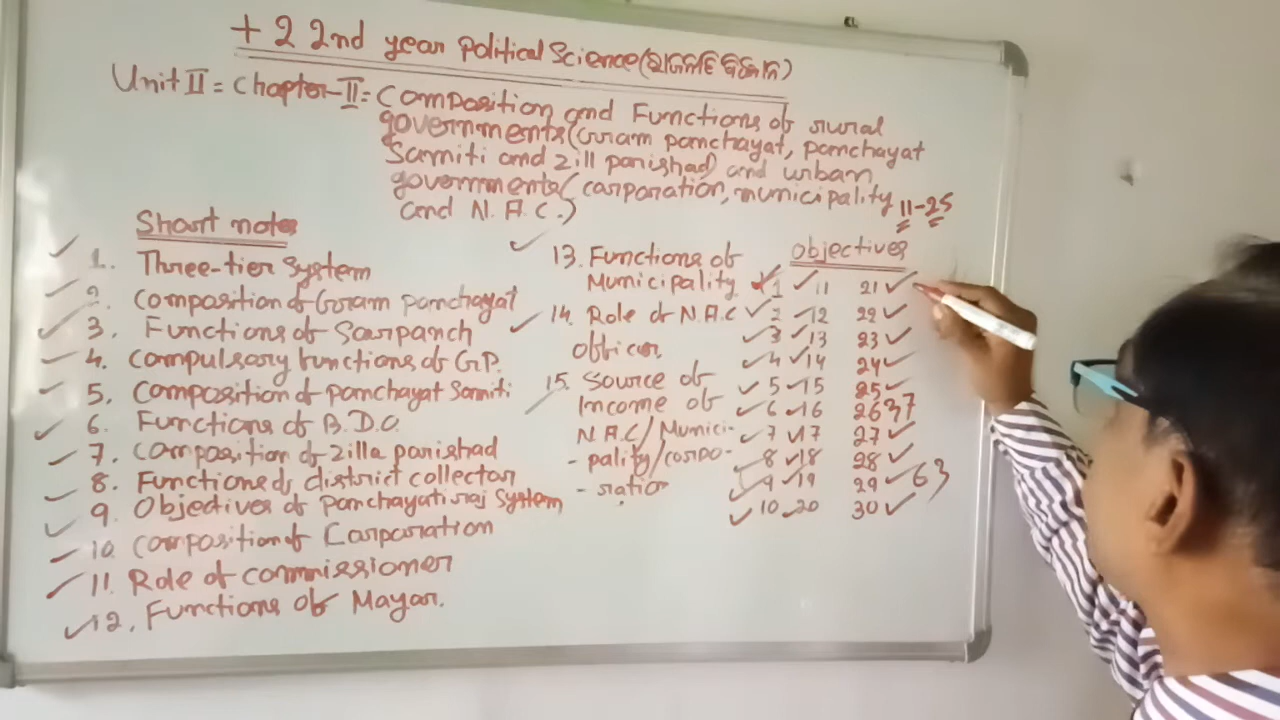 +2 2nd year Political Science (ରାଜନୀତି ବିଜ୍ଞାନ)
Unit II = Chapter-II = Composition and Functions of rural
governments (Gram panchayat, panchayat
Samiti and zill parishad) and urban
governments (carporation, municipality
and N.A.C.)
11-25
Short notes
1. Three-tier System
2. Composition of Gram panchayat
3. Functions of Sarpanch
4. Compulsary functions of G.P.
5. Composition of panchayat Samiti
6. Functions of B.D.O.
7. Composition of zilla parishad
8. Functions of district collector
9. Objectives of panchayati raj System
10. Composition of Carporation
11. Role of commissioner
12. Functions of Mayar.
13. Functions of
Municipality
14. Role of N.A.C
Officer
15. Source of
Income of
N.A.C/Munici-
-pality/corpo-
-ration
Objectives
1 11 21
2 12 22
3 13 23
4 14 24
5 15 25
6 16 26 37
7 17 27
8 18 28
9 19 29 63
10 20 30